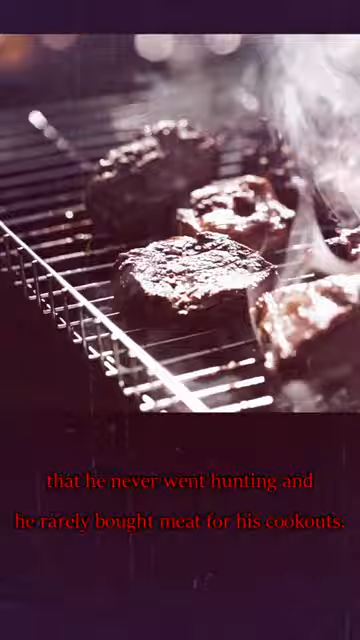 that he never went hunting and
he rarely bought meat for his cookouts.